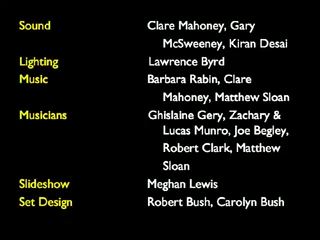 Sound Clare Mahoney, Gary
McSweeney, Kiran Desai
Lighting Lawrence Byrd
Music Barbara Rabin, Clare
Mahoney, Matthew Sloan
Musicians Ghislaine Gery, Zachary &
Lucas Munro, Joe Begley,
Robert Clark, Matthew
Sloan
Slideshow Meghan Lewis
Set Design Robert Bush, Carolyn Bush